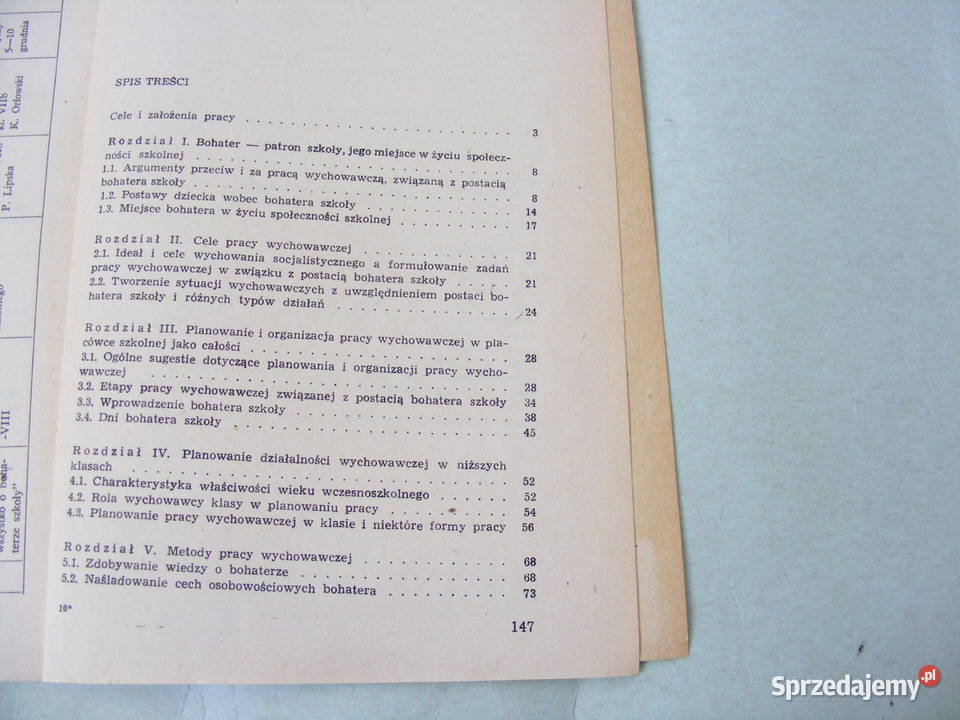 5—10
grudnia
kl. VIIb
K. Orłowski
P. Lipska
-VIII
wszystko o boha-
terze szkoły"
SPIS TREŚCI
Cele i założenia pracy . . . . . . . . . . . . . . . . . . 3
Rozdział I. Bohater — patron szkoły, jego miejsce w życiu społecz-
ności szkolnej . . . . . . . . . . . . . . . . . . . . . 8
1.1. Argumenty przeciw i za pracą wychowawczą, związaną z postacią
bohatera szkoły . . . . . . . . . . . . . . . . . . . . . 8
1.2. Postawy dziecka wobec bohatera szkoły . . . . . . . . . . 14
1.3. Miejsce bohatera w życiu społeczności szkolnej . . . . . . . 17
Rozdział II. Cele pracy wychowawczej . . . . . . . . . . 21
2.1. Ideał i cele wychowania socjalistycznego a formułowanie zadań
pracy wychowawczej w związku z postacią bohatera szkoły . . . . 21
2.2. Tworzenie sytuacji wychowawczych z uwzględnieniem postaci bo-
hatera szkoły i różnych typów działań . . . . . . . . . . . 24
Rozdział III. Planowanie i organizacja pracy wychowawczej w pla-
cówce szkolnej jako całości . . . . . . . . . . . . . . . . 28
3.1. Ogólne sugestie dotyczące planowania i organizacji pracy wycho-
wawczej . . . . . . . . . . . . . . . . . . . . . . 28
3.2. Etapy pracy wychowawczej związanej z postacią bohatera szkoły 34
3.3. Wprowadzenie bohatera szkoły . . . . . . . . . . . . . 38
3.4. Dni bohatera szkoły . . . . . . . . . . . . . . . . . 45
Rozdział IV. Planowanie działalności wychowawczej w niższych
klasach . . . . . . . . . . . . . . . . . . . . . . . 52
4.1. Charakterystyka właściwości wieku wczesnoszkolnego . . . . . . 52
4.2. Rola wychowawcy klasy w planowaniu pracy . . . . . . . . 54
4.3. Planowanie pracy wychowawczej w klasie i niektóre formy pracy 56
Rozdział V. Metody pracy wychowawczej . . . . . . . . . . 68
5.1. Zdobywanie wiedzy o bohaterze . . . . . . . . . . . . . 68
5.2. Naśladowanie cech osobowościowych bohatera . . . . . . . . 73
10*
147
Sprzedajemy.pl